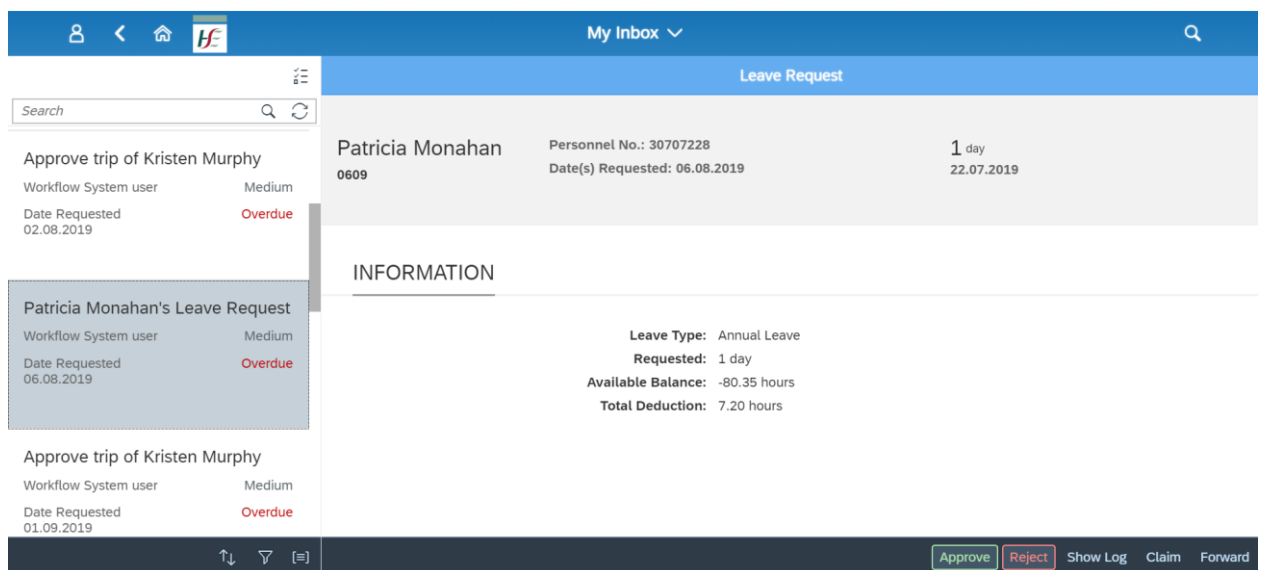 My Inbox
Search
Approve trip of Kristen Murphy
Workflow System user Medium
Date Requested Overdue
02.08.2019
Patricia Monahan's Leave Request
Workflow System user Medium
Date Requested Overdue
06.08.2019
Approve trip of Kristen Murphy
Workflow System user Medium
Date Requested Overdue
01.09.2019
Leave Request
Patricia Monahan
0609
Personnel No.: 30707228
Date(s) Requested: 06.08.2019
1 day
22.07.2019
INFORMATION
Leave Type: Annual Leave
Requested: 1 day
Available Balance: -80.35 hours
Total Deduction: 7.20 hours
Approve Reject Show Log Claim Forward